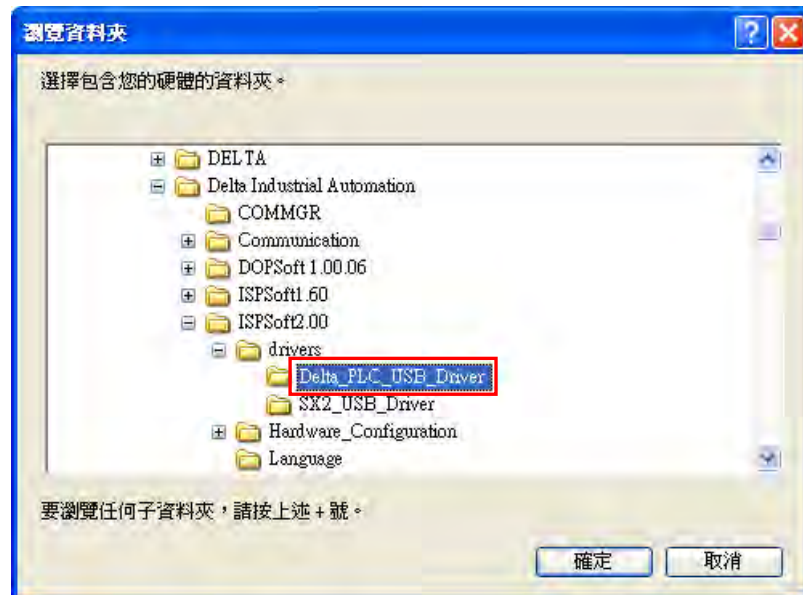 瀏覽資料夾
選擇包含您的硬體的資料夾。
DELTA
Delta Industrial Automation
COMMGR
Communication
DOPSoft 1.00.06
ISPSoft1.60
ISPSoft2.00
drivers
Delta_PLC_USB_Driver
SX2_USB_Driver
Hardware_Configuration
Language
要瀏覽任何子資料夾，請按上述 + 號。
確定 取消